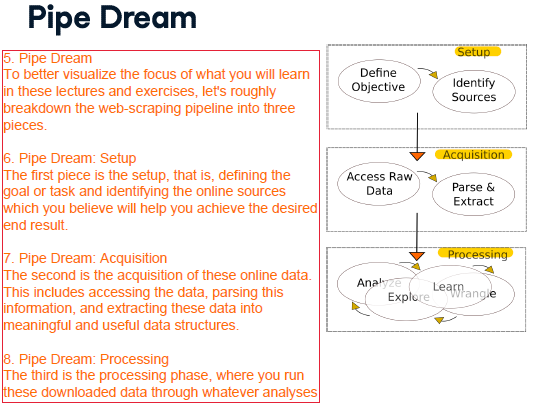 Pipe Dream
5. Pipe Dream
To better visualize the focus of what you will learn
in these lectures and exercises, let's roughly
breakdown the web-scraping pipeline into three
pieces.
6. Pipe Dream: Setup
The first piece is the setup, that is, defining the
goal or task and identifying the online sources
which you believe will help you achieve the desired
end result.
7. Pipe Dream: Acquisition
The second is the acquisition of these online data.
This includes accessing the data, parsing this
information, and extracting these data into
meaningful and useful data structures.
8. Pipe Dream: Processing
The third is the processing phase, where you run
these downloaded data through whatever analyses
Setup
Define
Objective
Identify
Sources
Acquisition
Access Raw
Data
Parse &
Extract
Processing
Analyze
Explore
Learn
Wrangle